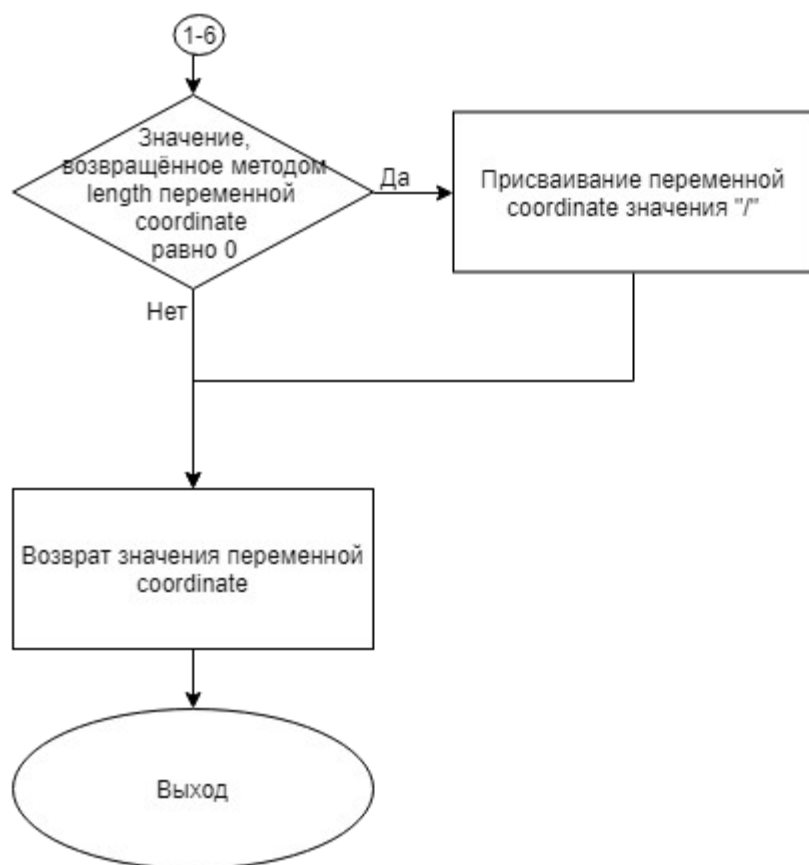 1-6
Значение,
возвращённое методом
length переменной
coordinate
равно 0
Да
Присваивание переменной
coordinate значения "/"
Нет
Возврат значения переменной
coordinate
Выход